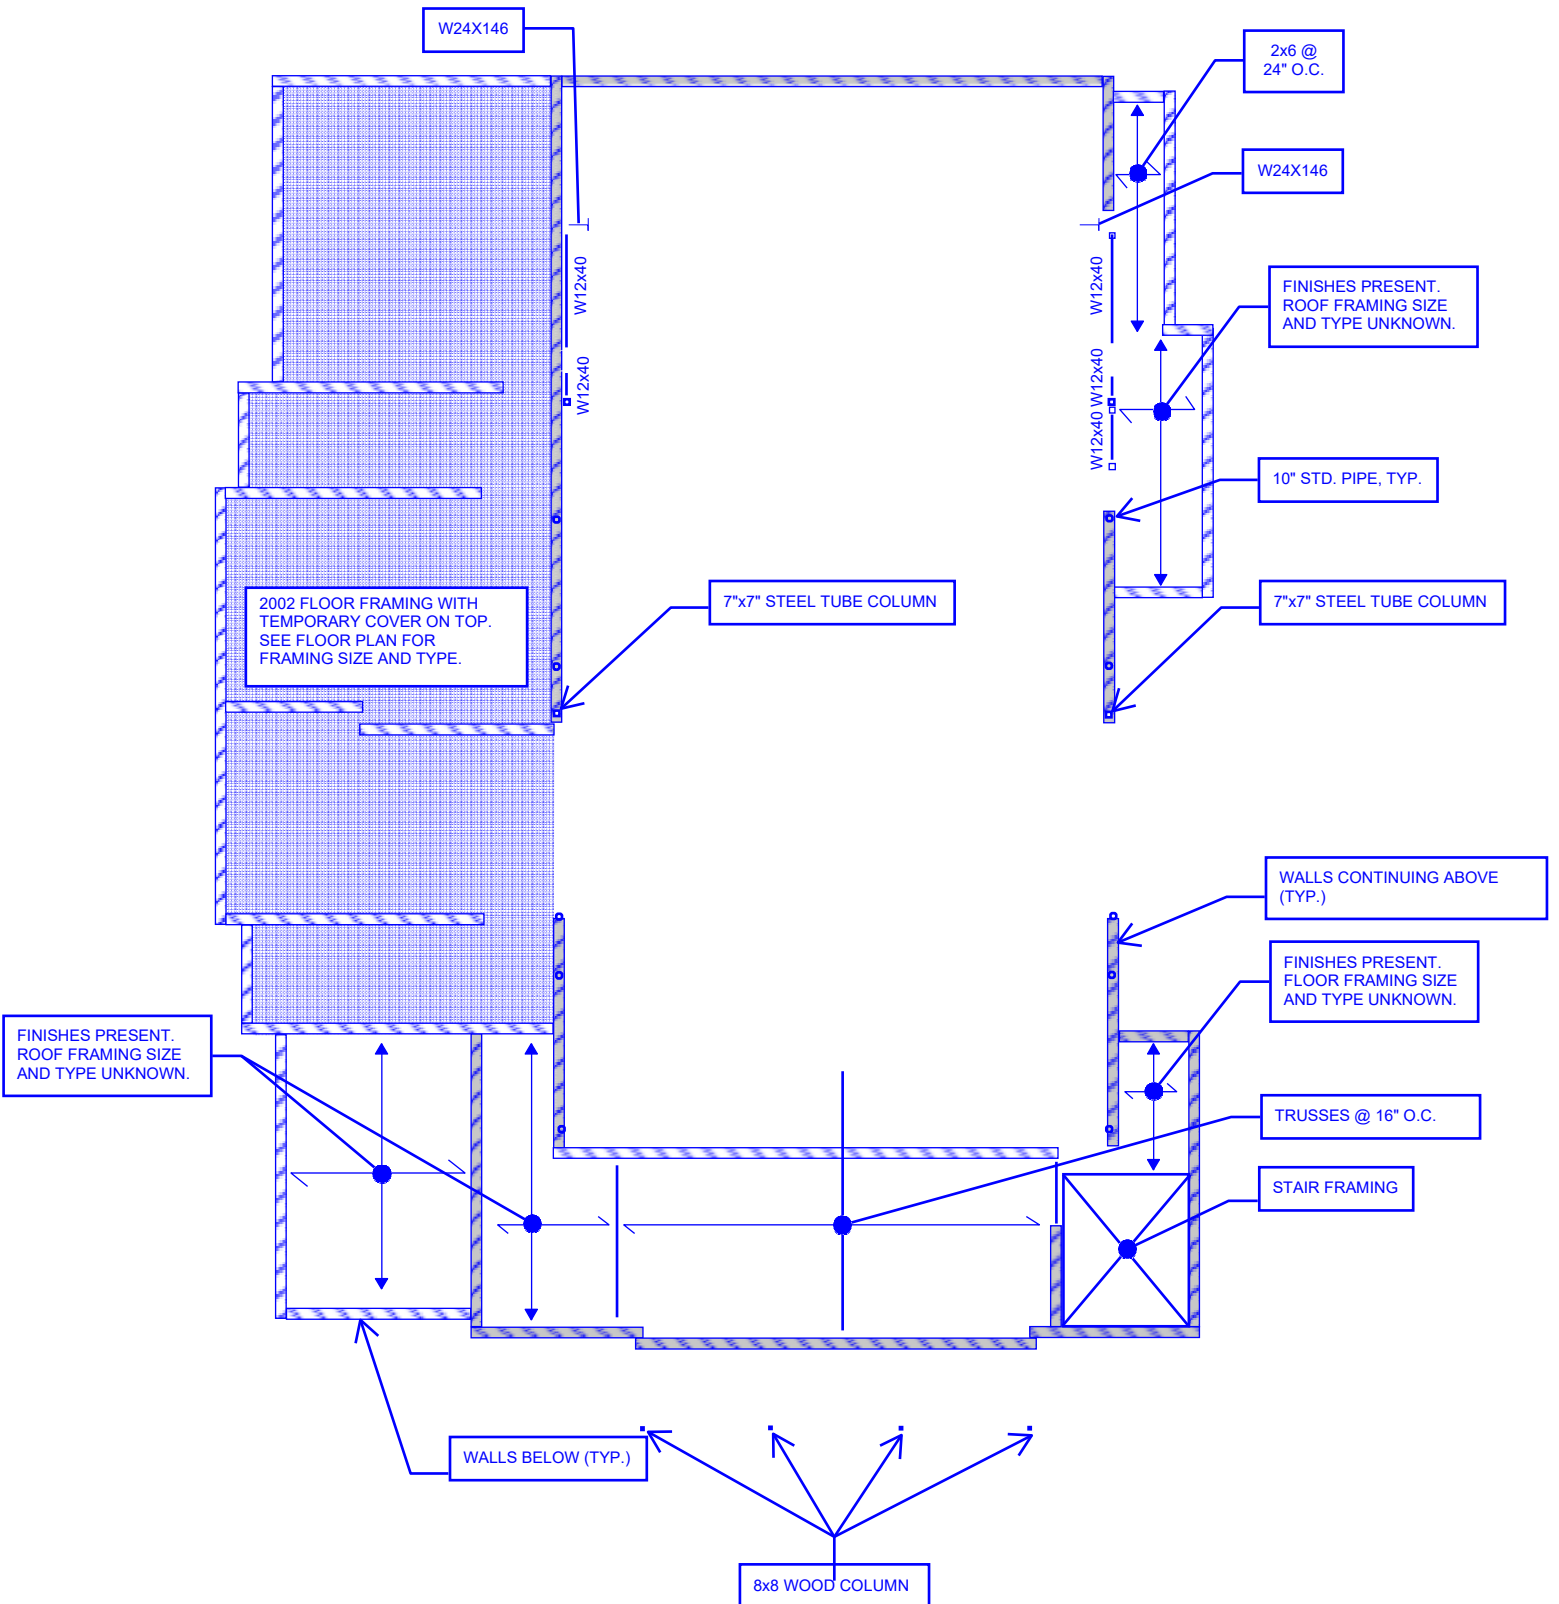 W24X146
2x6 @
24" O.C.
W24X146
W12x40
W12x40
FINISHES PRESENT.
ROOF FRAMING SIZE
AND TYPE UNKNOWN.
W12x40
W12x40
W12x40
10" STD. PIPE, TYP.
2002 FLOOR FRAMING WITH
TEMPORARY COVER ON TOP.
SEE FLOOR PLAN FOR
FRAMING SIZE AND TYPE.
7"x7" STEEL TUBE COLUMN
7"x7" STEEL TUBE COLUMN
WALLS CONTINUING ABOVE
(TYP.)
FINISHES PRESENT.
FLOOR FRAMING SIZE
AND TYPE UNKNOWN.
FINISHES PRESENT.
ROOF FRAMING SIZE
AND TYPE UNKNOWN.
TRUSSES @ 16" O.C.
STAIR FRAMING
WALLS BELOW (TYP.)
8x8 WOOD COLUMN